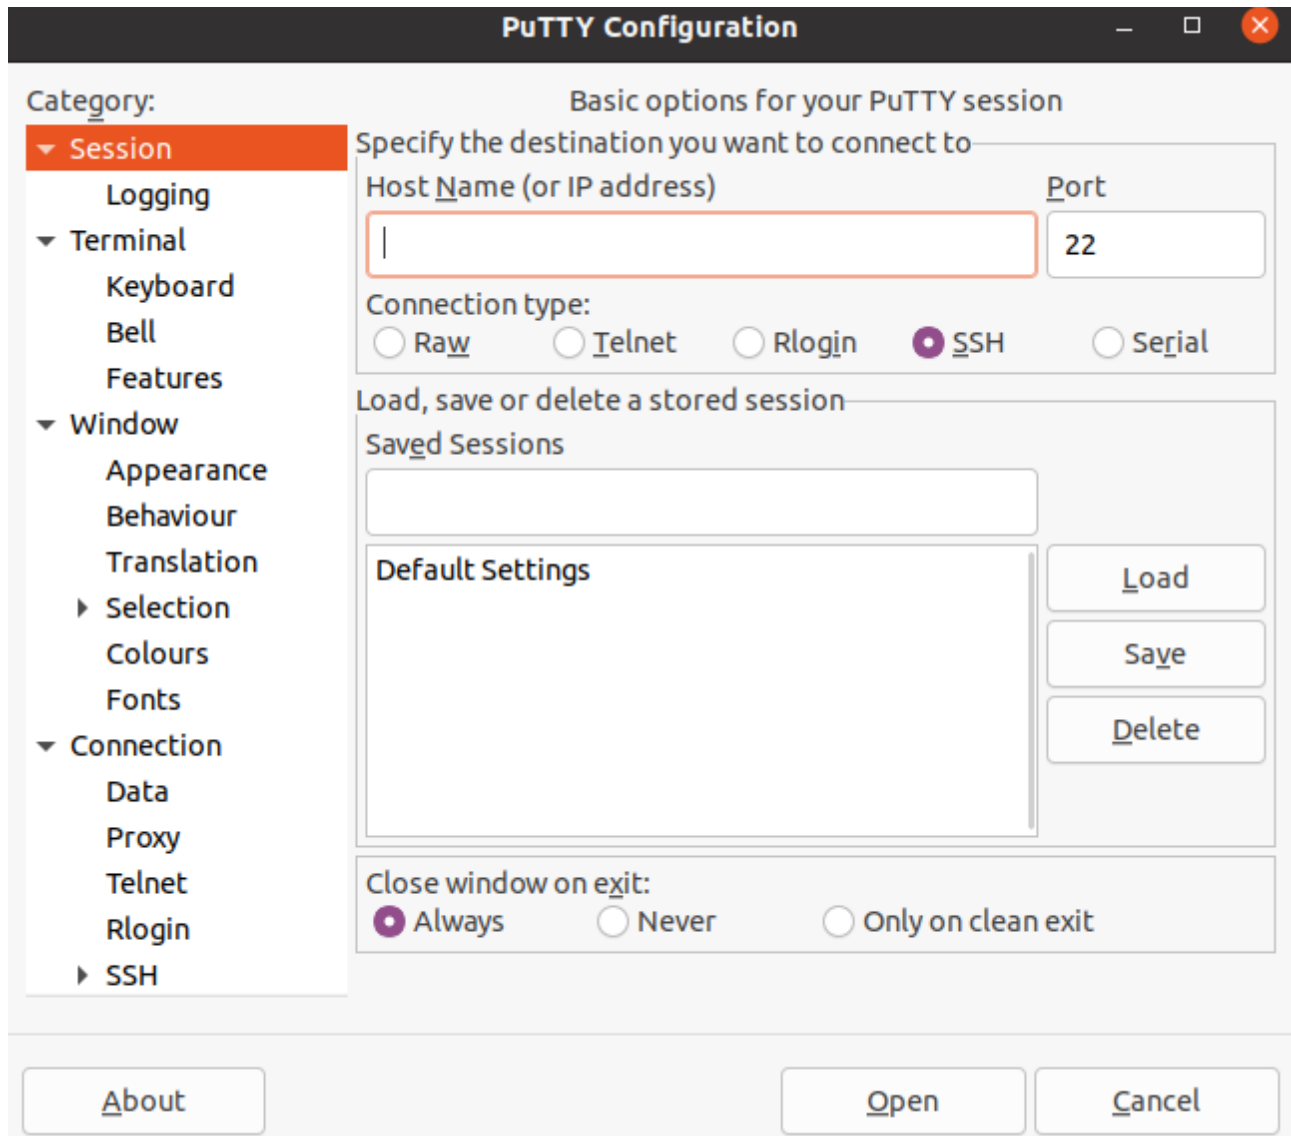 PuTTY Configuration
Category:
Session
Logging
Terminal
Keyboard
Bell
Features
Window
Appearance
Behaviour
Translation
Selection
Colours
Fonts
Connection
Data
Proxy
Telnet
Rlogin
SSH
Basic options for your PuTTY session
Specify the destination you want to connect to
Host Name (or IP address) Port
22
Connection type:
Raw Telnet Rlogin SSH Serial
Load, save or delete a stored session
Saved Sessions
Default Settings
Load
Save
Delete
Close window on exit:
Always Never Only on clean exit
About Open Cancel